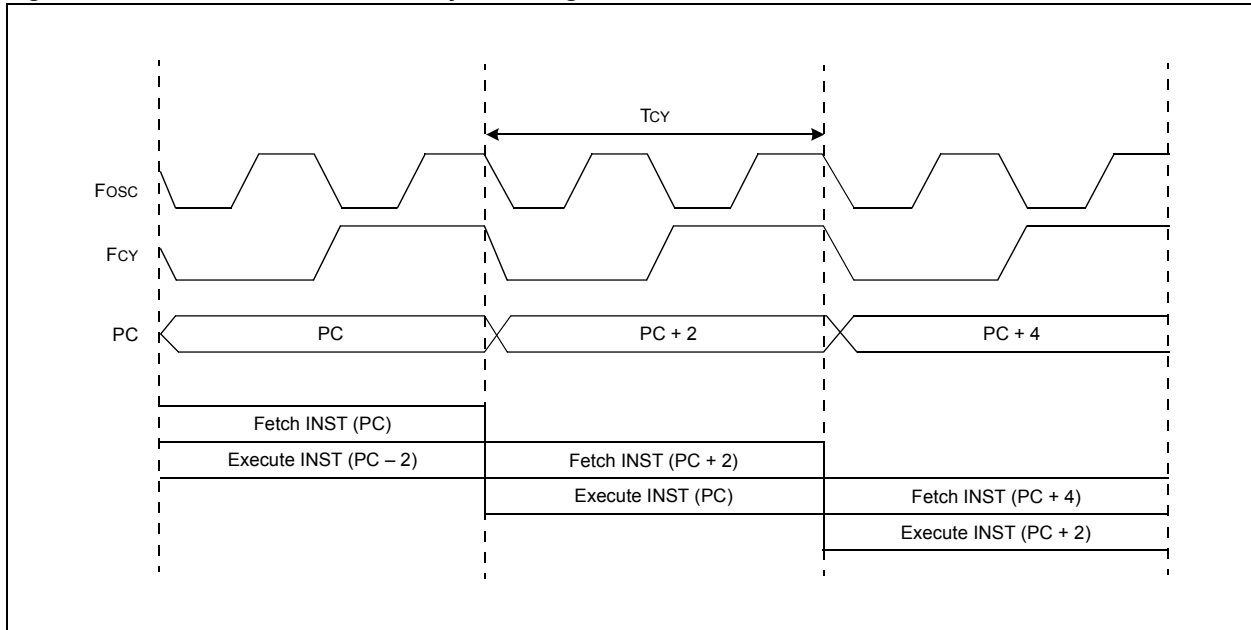 TCY
FOSC
FCY
PC PC PC + 2 PC + 4
Fetch INST (PC)
Execute INST (PC – 2) Fetch INST (PC + 2)
Execute INST (PC) Fetch INST (PC + 4)
Execute INST (PC + 2)